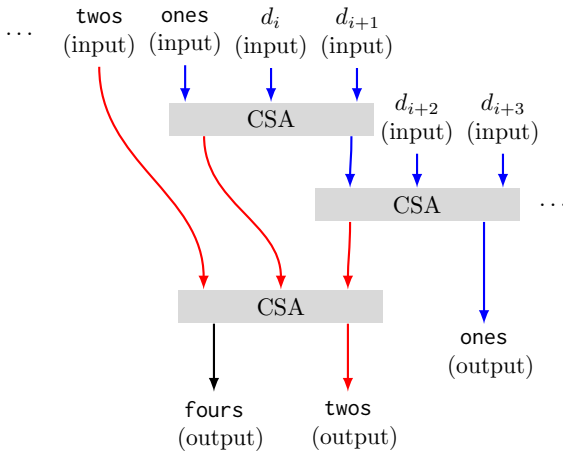 ... twos ones d_i d_{i+1}
(input) (input) (input) (input)
CSA
d_{i+2} d_{i+3}
(input) (input)
CSA ...
CSA
ones
(output)
fours twos
(output) (output)